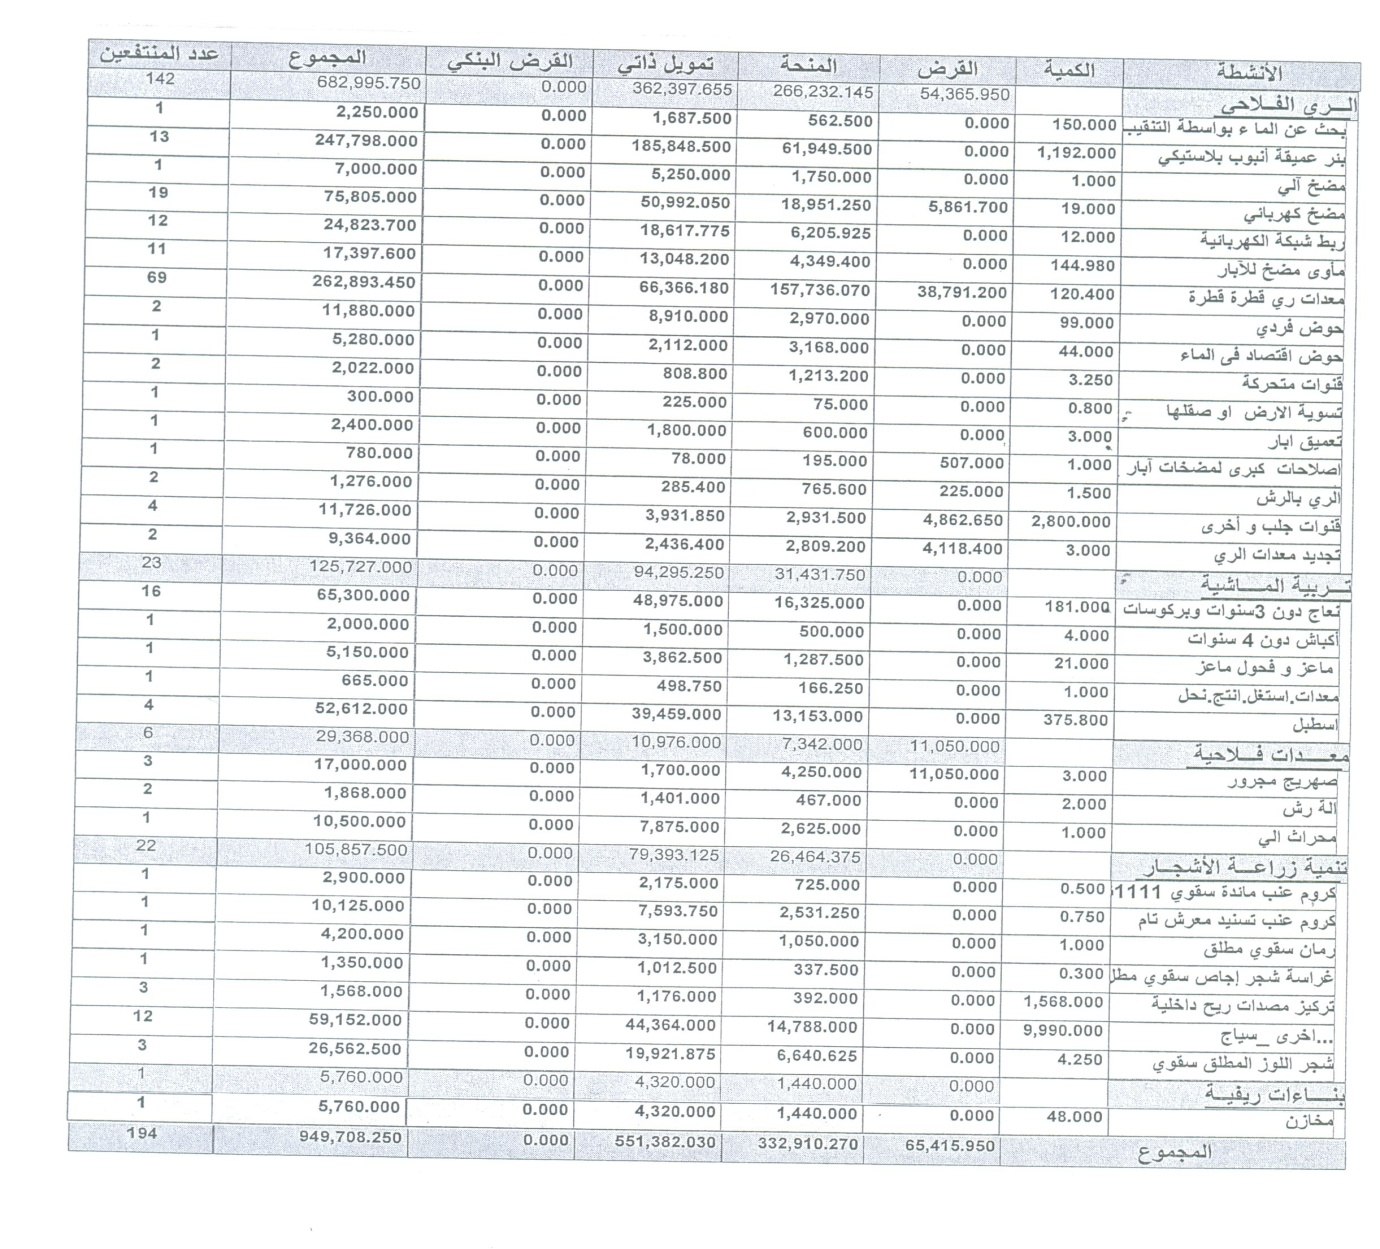 الأنشطة الكمية القرض المنحة تمويل ذاتي القرض البنكي المجموع عدد المنتفعين
الــري الفــلاحي 54,365.950 266,232.145 362,397.655 0.000 682,995.750 142
بحث عن الماء بواسطة التنقيب 150.000 0.000 562.500 1,687.500 0.000 2,250.000 1
بئر عميقة أنبوب بلاستيكي 1,192.000 0.000 61,949.500 185,848.500 0.000 247,798.000 13
مضخ آلي 1.000 0.000 1,750.000 5,250.000 0.000 7,000.000 1
مضخ كهربائي 19.000 5,861.700 18,951.250 50,992.050 0.000 75,805.000 19
ربط شبكة الكهربائية 12.000 0.000 6,205.925 18,617.775 0.000 24,823.700 12
مأوى مضخ للآبار 144.980 0.000 4,349.400 13,048.200 0.000 17,397.600 11
معدات ري قطرة قطرة 120.400 38,791.200 157,736.070 66,366.180 0.000 262,893.450 69
حوض فردي 99.000 0.000 2,970.000 8,910.000 0.000 11,880.000 2
حوض اقتصاد في الماء 44.000 0.000 3,168.000 2,112.000 0.000 5,280.000 1
قنوات متحركة 3.250 0.000 1,213.200 808.800 0.000 2,022.000 2
تسوية الارض او صقلها 0.800 0.000 75.000 225.000 0.000 300.000 1
تعميق ابار 3.000 0.000 600.000 1,800.000 0.000 2,400.000 1
اصلاحات كبرى لمضخات آبار 1.000 507.000 195.000 78.000 0.000 780.000 1
الري بالرش 1.500 225.000 765.600 285.400 0.000 1,276.000 2
قنوات جلب و أخرى 2,800.000 4,862.650 2,931.500 3,931.850 0.000 11,726.000 4
تجديد معدات الري 3.000 4,118.400 2,809.200 2,436.400 0.000 9,364.000 2
تــربية المــــاشية 0.000 31,431.750 94,295.250 0.000 125,727.000 23
نعاج دون 3سنوات وبركوسات 181.000 0.000 16,325.000 48,975.000 0.000 65,300.000 16
أكباش دون 4 سنوات 4.000 0.000 500.000 1,500.000 0.000 2,000.000 1
ماعز و فحول ماعز 21.000 0.000 1,287.500 3,862.500 0.000 5,150.000 1
معدات.استغل.انتج.نحل 1.000 0.000 166.250 498.750 0.000 665.000 1
اسطبل 375.800 0.000 13,153.000 39,459.000 0.000 52,612.000 4
معــــدات فــلاحية 11,050.000 7,342.000 10,976.000 0.000 29,368.000 6
صهريج مجرور 3.000 11,050.000 4,250.000 1,700.000 0.000 17,000.000 3
الة رش 2.000 0.000 467.000 1,401.000 0.000 1,868.000 2
محراث الي 1.000 0.000 2,625.000 7,875.000 0.000 10,500.000 1
تنمية زراعــة الأشجــار 0.000 26,464.375 79,393.125 0.000 105,857.500 22
كروم عنب مائدة سقوي 1111 0.500 0.000 725.000 2,175.000 0.000 2,900.000 1
كروم عنب تسنيد معرش تام 0.750 0.000 2,531.250 7,593.750 0.000 10,125.000 1
رمان سقوي مطلق 1.000 0.000 1,050.000 3,150.000 0.000 4,200.000 1
غراسة شجر إجاص سقوي مطل 0.300 0.000 337.500 1,012.500 0.000 1,350.000 1
تركيز مصدات ريح داخلية 1,568.000 0.000 392.000 1,176.000 0.000 1,568.000 3
...اخرى _سياج 9,990.000 0.000 14,788.000 44,364.000 0.000 59,152.000 12
شجر اللوز المطلق سقوي 4.250 0.000 6,640.625 19,921.875 0.000 26,562.500 3
بنــــاءات ريفيــة 0.000 1,440.000 4,320.000 0.000 5,760.000 1
مخازن 48.000 0.000 1,440.000 4,320.000 0.000 5,760.000 1
المجموع 65,415.950 332,910.270 551,382.030 0.000 949,708.250 194